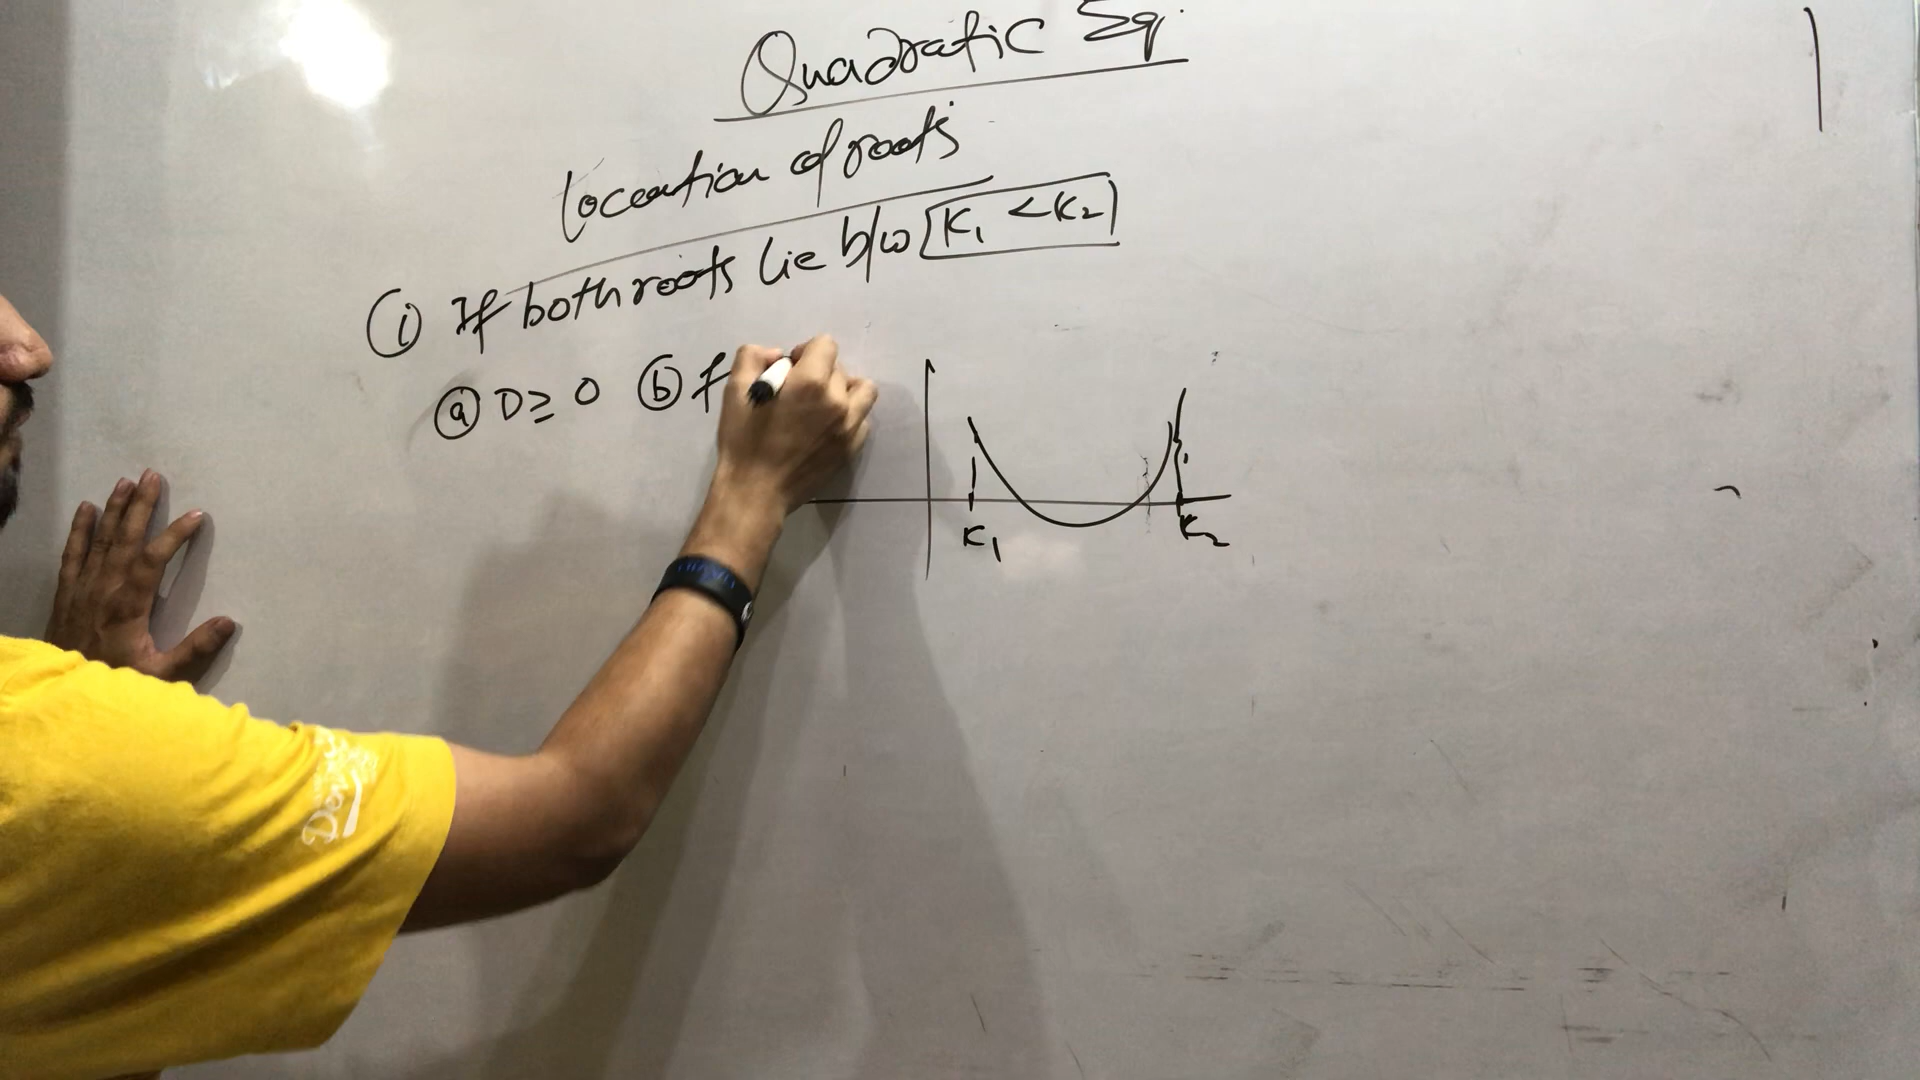 Quadratic Eq.
Location of roots
(i) If both roots lie b/w K₁ < K₂
(a) D ≥ 0 (b) f
K₁ K₂